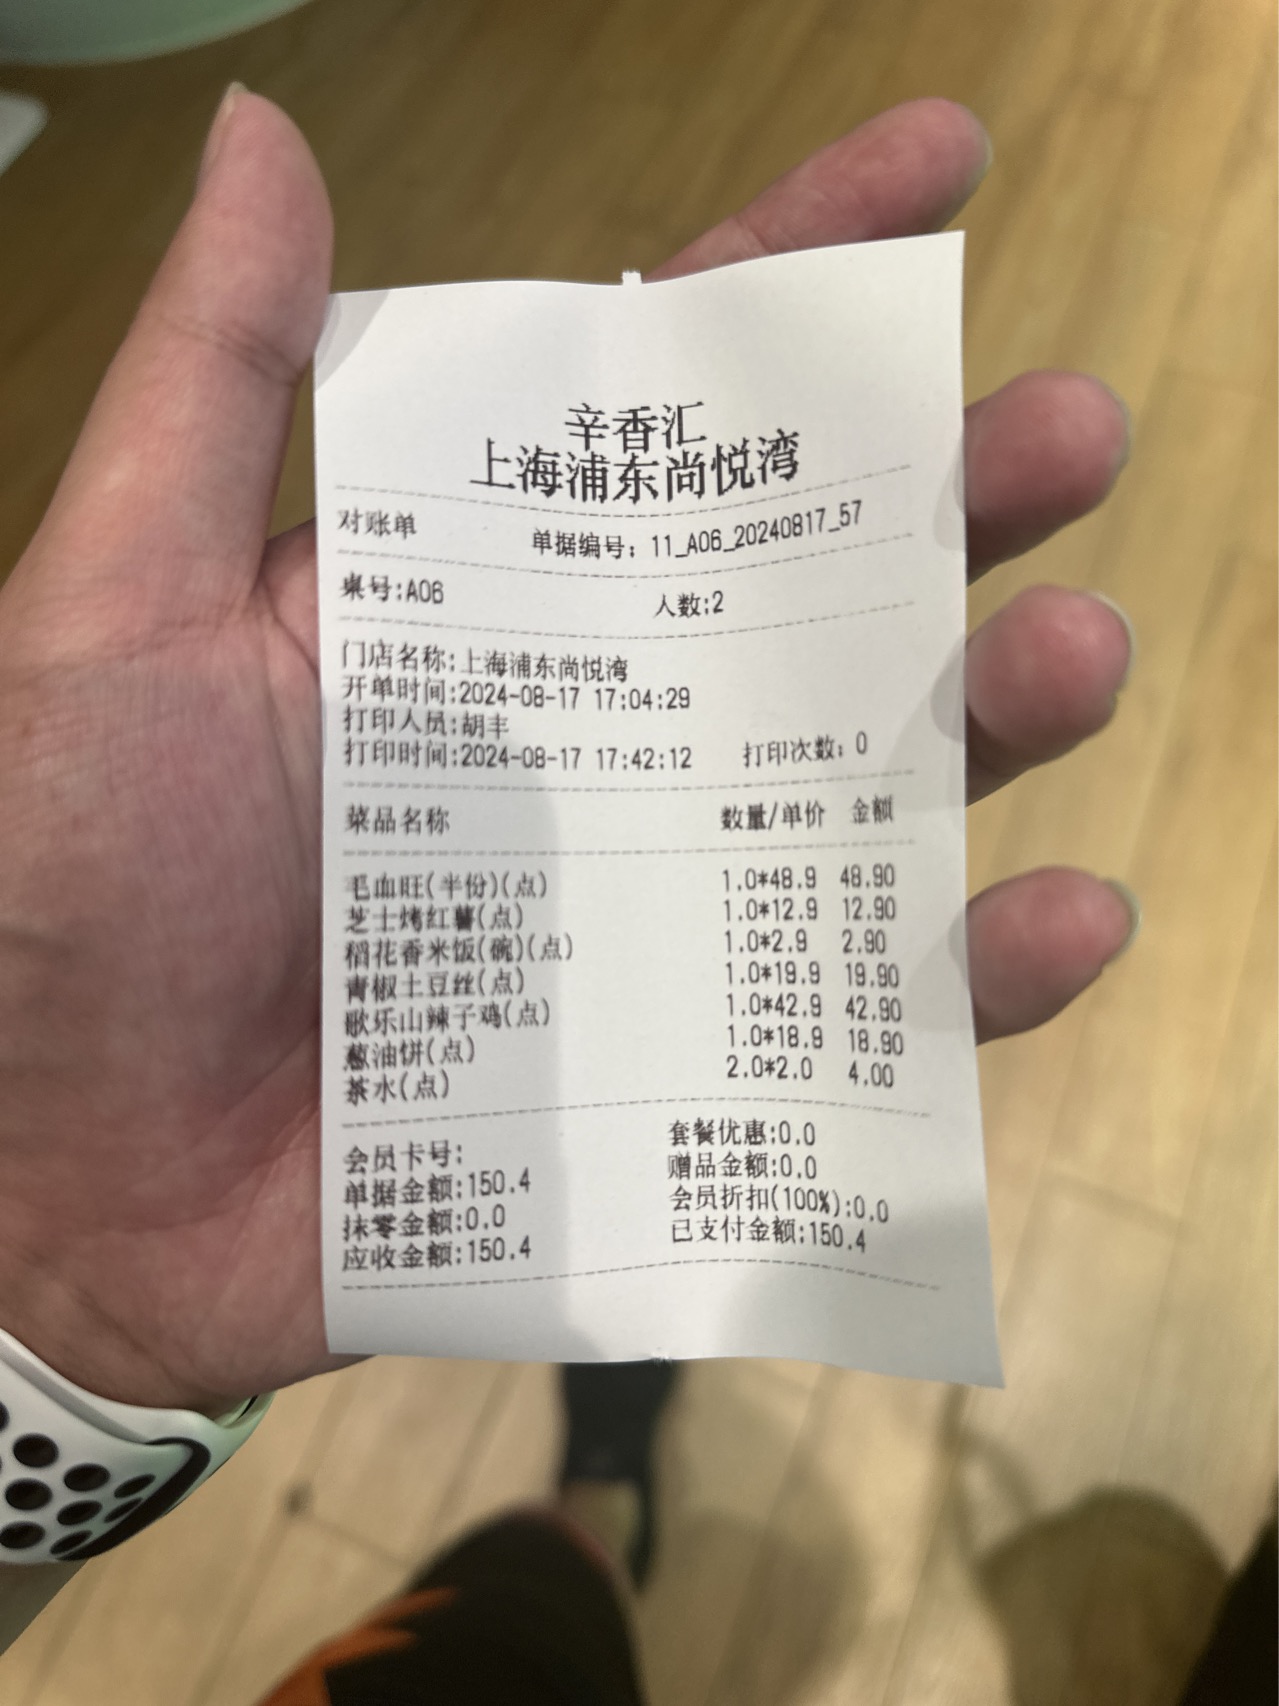 辛香汇
上海浦东尚悦湾
对账单 单据编号: 11_A06_20240817_57
桌号:A06 人数:2
门店名称:上海浦东尚悦湾
开单时间:2024-08-17 17:04:29
打印人员:胡丰
打印时间:2024-08-17 17:42:12 打印次数: 0
菜品名称 数量/单价 金额
毛血旺(半份)(点) 1.0*48.9 48.90
芝士烤红薯(点) 1.0*12.9 12.90
稻花香米饭(碗)(点) 1.0*2.9 2.90
青椒土豆丝(点) 1.0*19.9 19.90
歌乐山辣子鸡(点) 1.0*42.9 42.90
葱油饼(点) 1.0*18.9 18.90
茶水(点) 2.0*2.0 4.00
会员卡号: 套餐优惠:0.0
单据金额:150.4 赠品金额:0.0
抹零金额:0.0 会员折扣(100%):0.0
应收金额:150.4 已支付金额:150.4